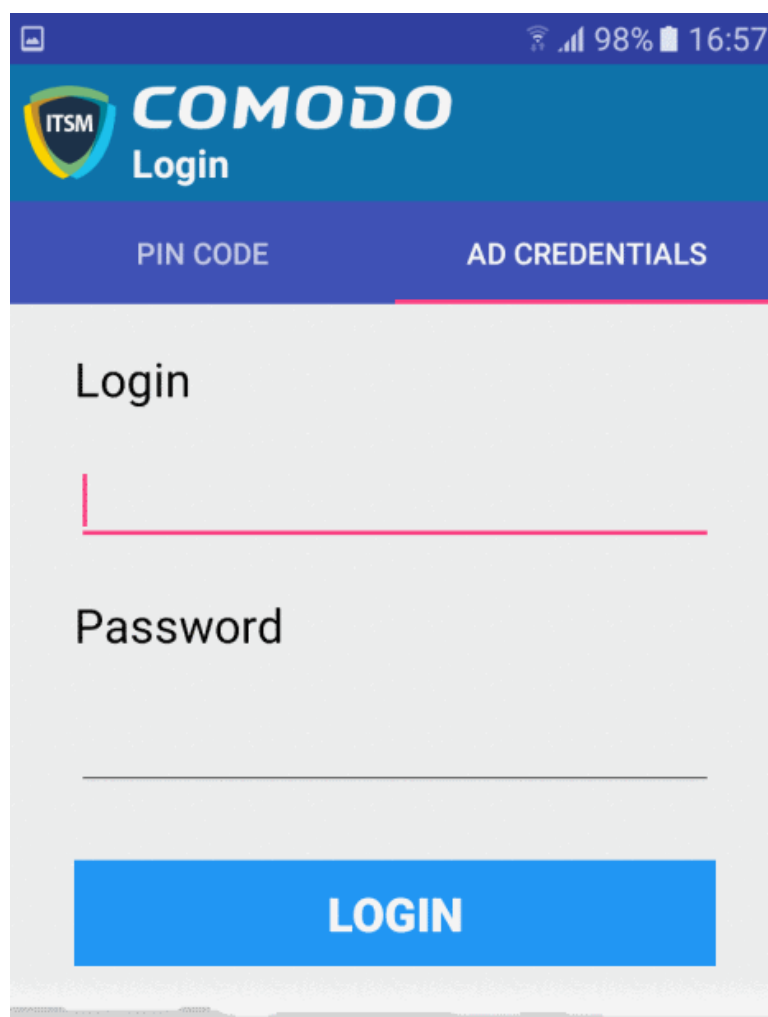 98% 16:57
ITSM COMODO
Login
PIN CODE AD CREDENTIALS
Login
Password
LOGIN